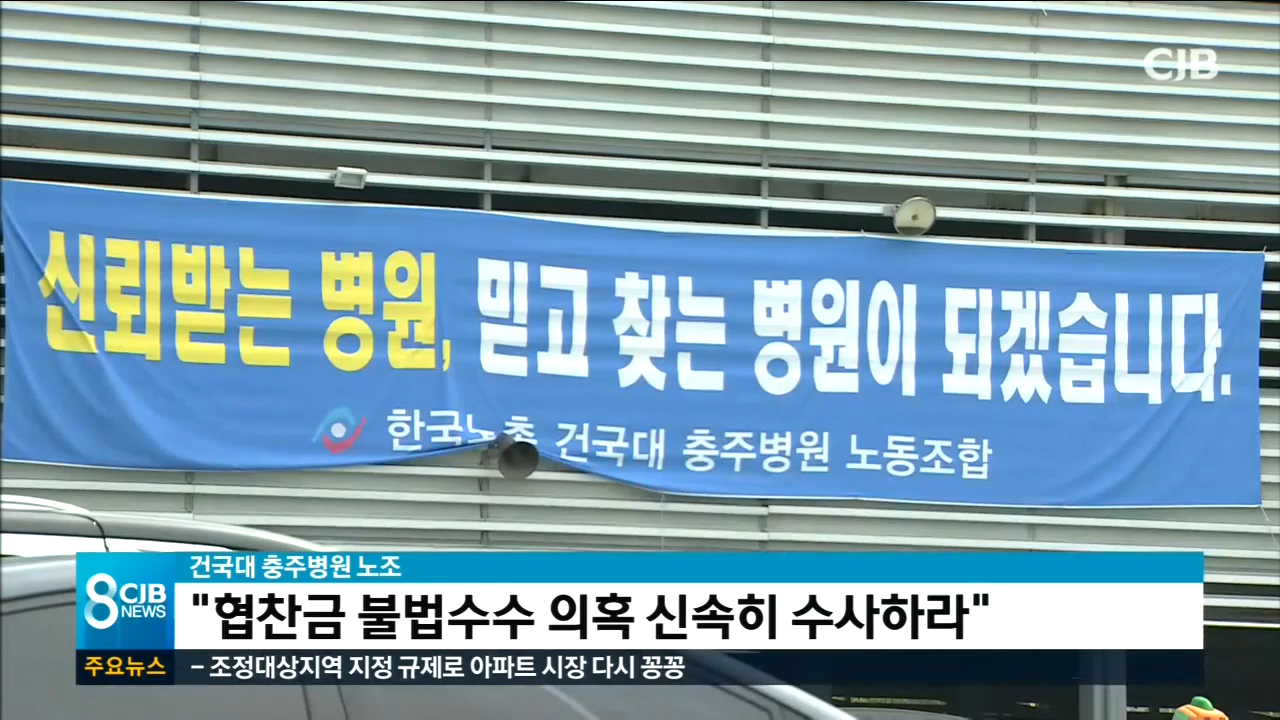 CJB
신뢰받는 병원, 믿고 찾는 병원이 되겠습니다.
한국노총 건국대 충주병원 노동조합
건국대 충주병원 노조
8 CJB NEWS
"협찬금 불법수수 의혹 신속히 수사하라"
주요뉴스
- 조정대상지역 지정 규제로 아파트 시장 다시 꽁꽁